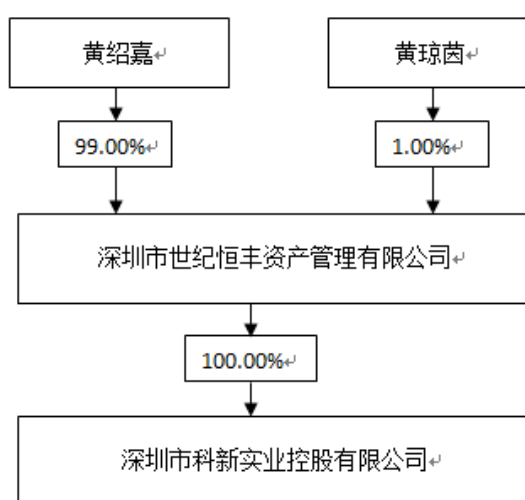 黄绍嘉
黄琼茵
99.00%
1.00%
深圳市世纪恒丰资产管理有限公司
100.00%
深圳市科新实业控股有限公司